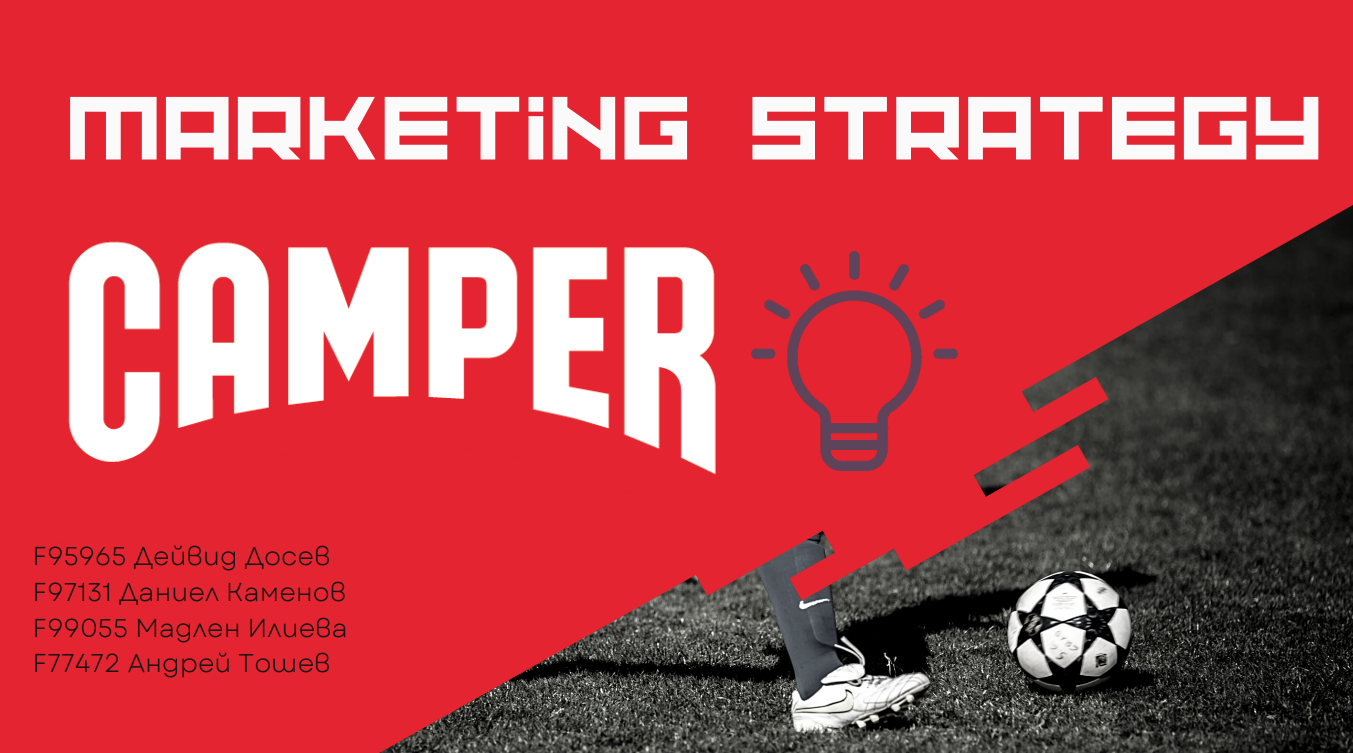 MARKETiNG STRATEGY
CAMPER
F95965 Дейвид Досев
F97131 Даниел Каменов
F99055 Мадлен Илиева
F77472 Андрей Тошев